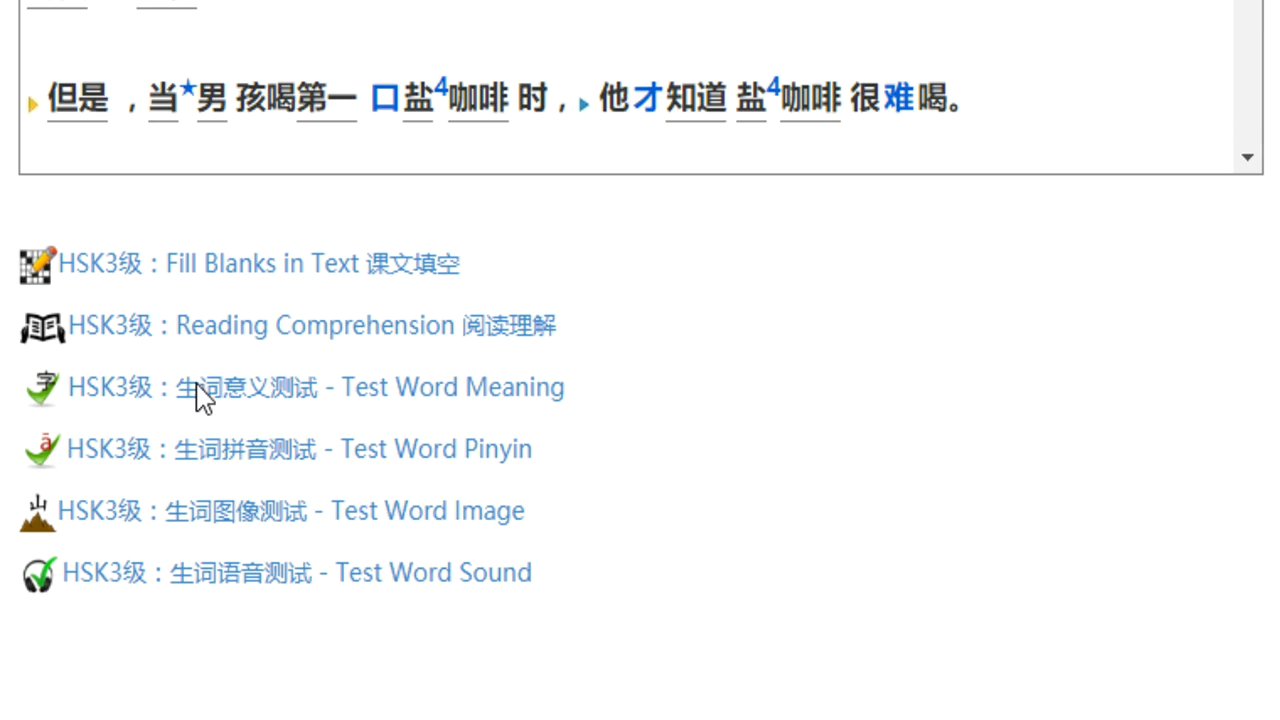 但是 ，当★男 孩喝第一 口盐4咖啡 时，他才知道 盐4咖啡 很难喝。
HSK3级：Fill Blanks in Text 课文填空
HSK3级：Reading Comprehension 阅读理解
HSK3级：生词意义测试 - Test Word Meaning
HSK3级：生词拼音测试 - Test Word Pinyin
HSK3级：生词图像测试 - Test Word Image
HSK3级：生词语音测试 - Test Word Sound